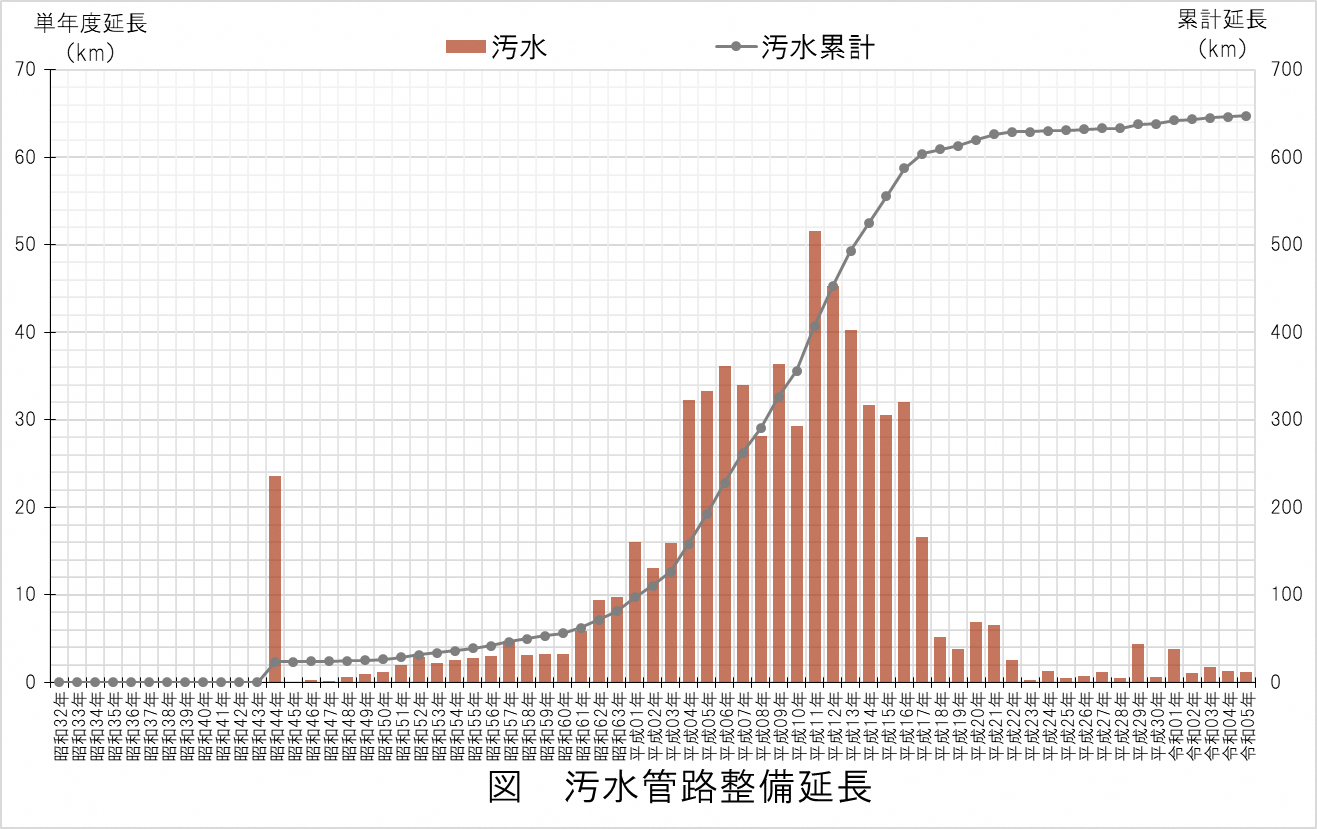 単年度延長
(km)
汚水
汚水累計
累計延長
(km)
70
60
50
40
30
20
10
0
700
600
500
400
300
200
100
0
昭和32年
昭和33年
昭和34年
昭和35年
昭和36年
昭和37年
昭和38年
昭和39年
昭和40年
昭和41年
昭和42年
昭和43年
昭和44年
昭和45年
昭和46年
昭和47年
昭和48年
昭和49年
昭和50年
昭和51年
昭和52年
昭和53年
昭和54年
昭和55年
昭和56年
昭和57年
昭和58年
昭和59年
昭和60年
昭和61年
昭和62年
昭和63年
平成01年
平成02年
平成03年
平成04年
平成05年
平成06年
平成07年
平成08年
平成09年
平成10年
平成11年
平成12年
平成13年
平成14年
平成15年
平成16年
平成17年
平成18年
平成19年
平成20年
平成21年
平成22年
平成23年
平成24年
平成25年
平成26年
平成27年
平成28年
平成29年
平成30年
令和01年
令和02年
令和03年
令和04年
令和05年
図　汚水管路整備延長